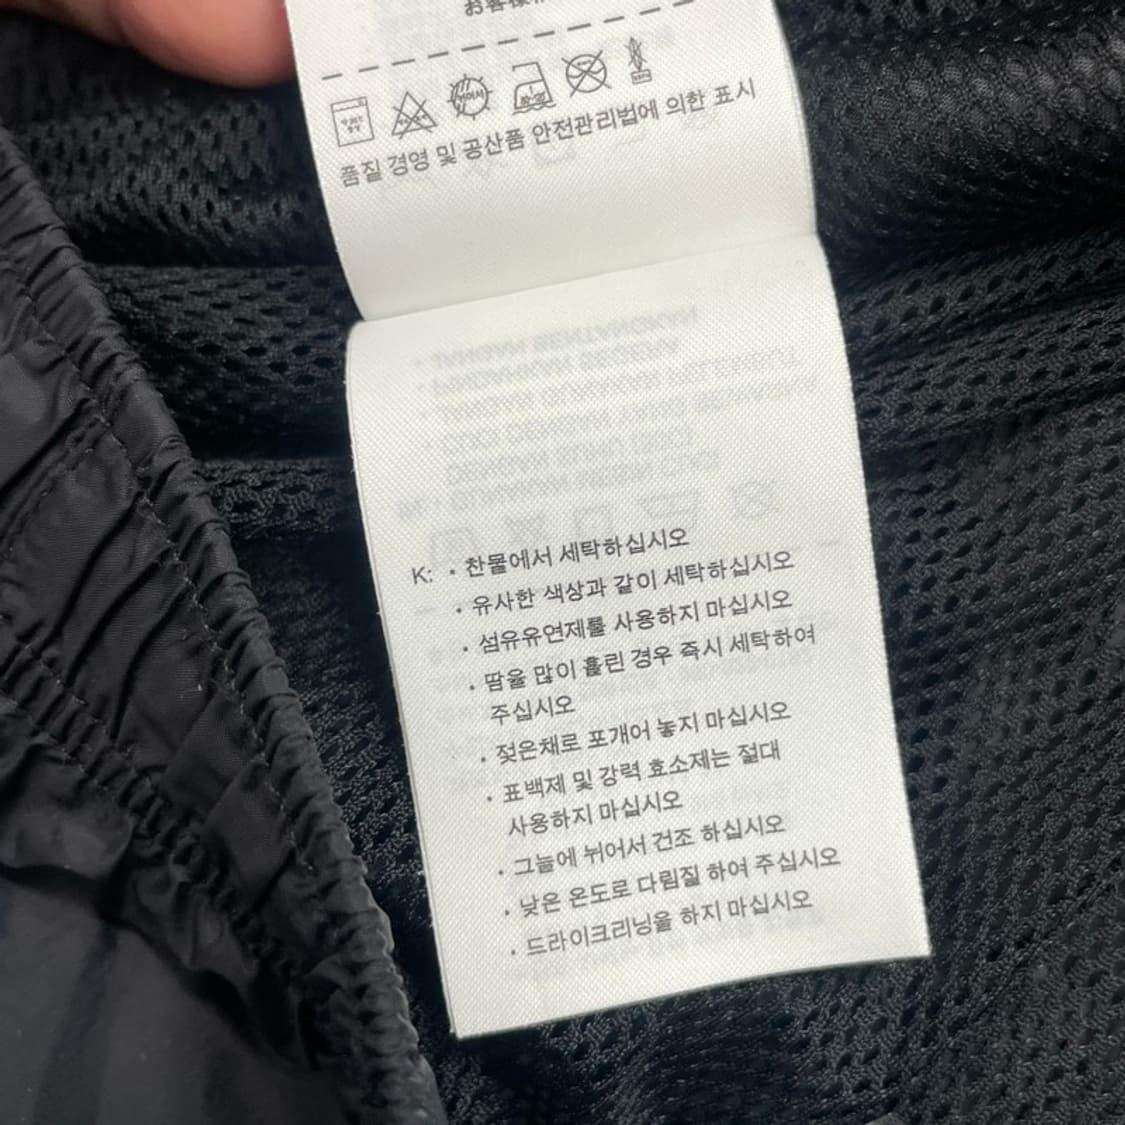 お客様
품질 경영 및 공산품 안전관리법에 의한 표시
K: · 찬물에서 세탁하십시오
· 유사한 색상과 같이 세탁하십시오
· 섬유유연제를 사용하지 마십시오
· 땀을 많이 흘린 경우 즉시 세탁하여
주십시오
· 젖은채로 포개어 놓지 마십시오
· 표백제 및 강력 효소제는 절대
사용하지 마십시오
· 그늘에 뉘어서 건조 하십시오
· 낮은 온도로 다림질 하여 주십시오
· 드라이크리닝을 하지 마십시오